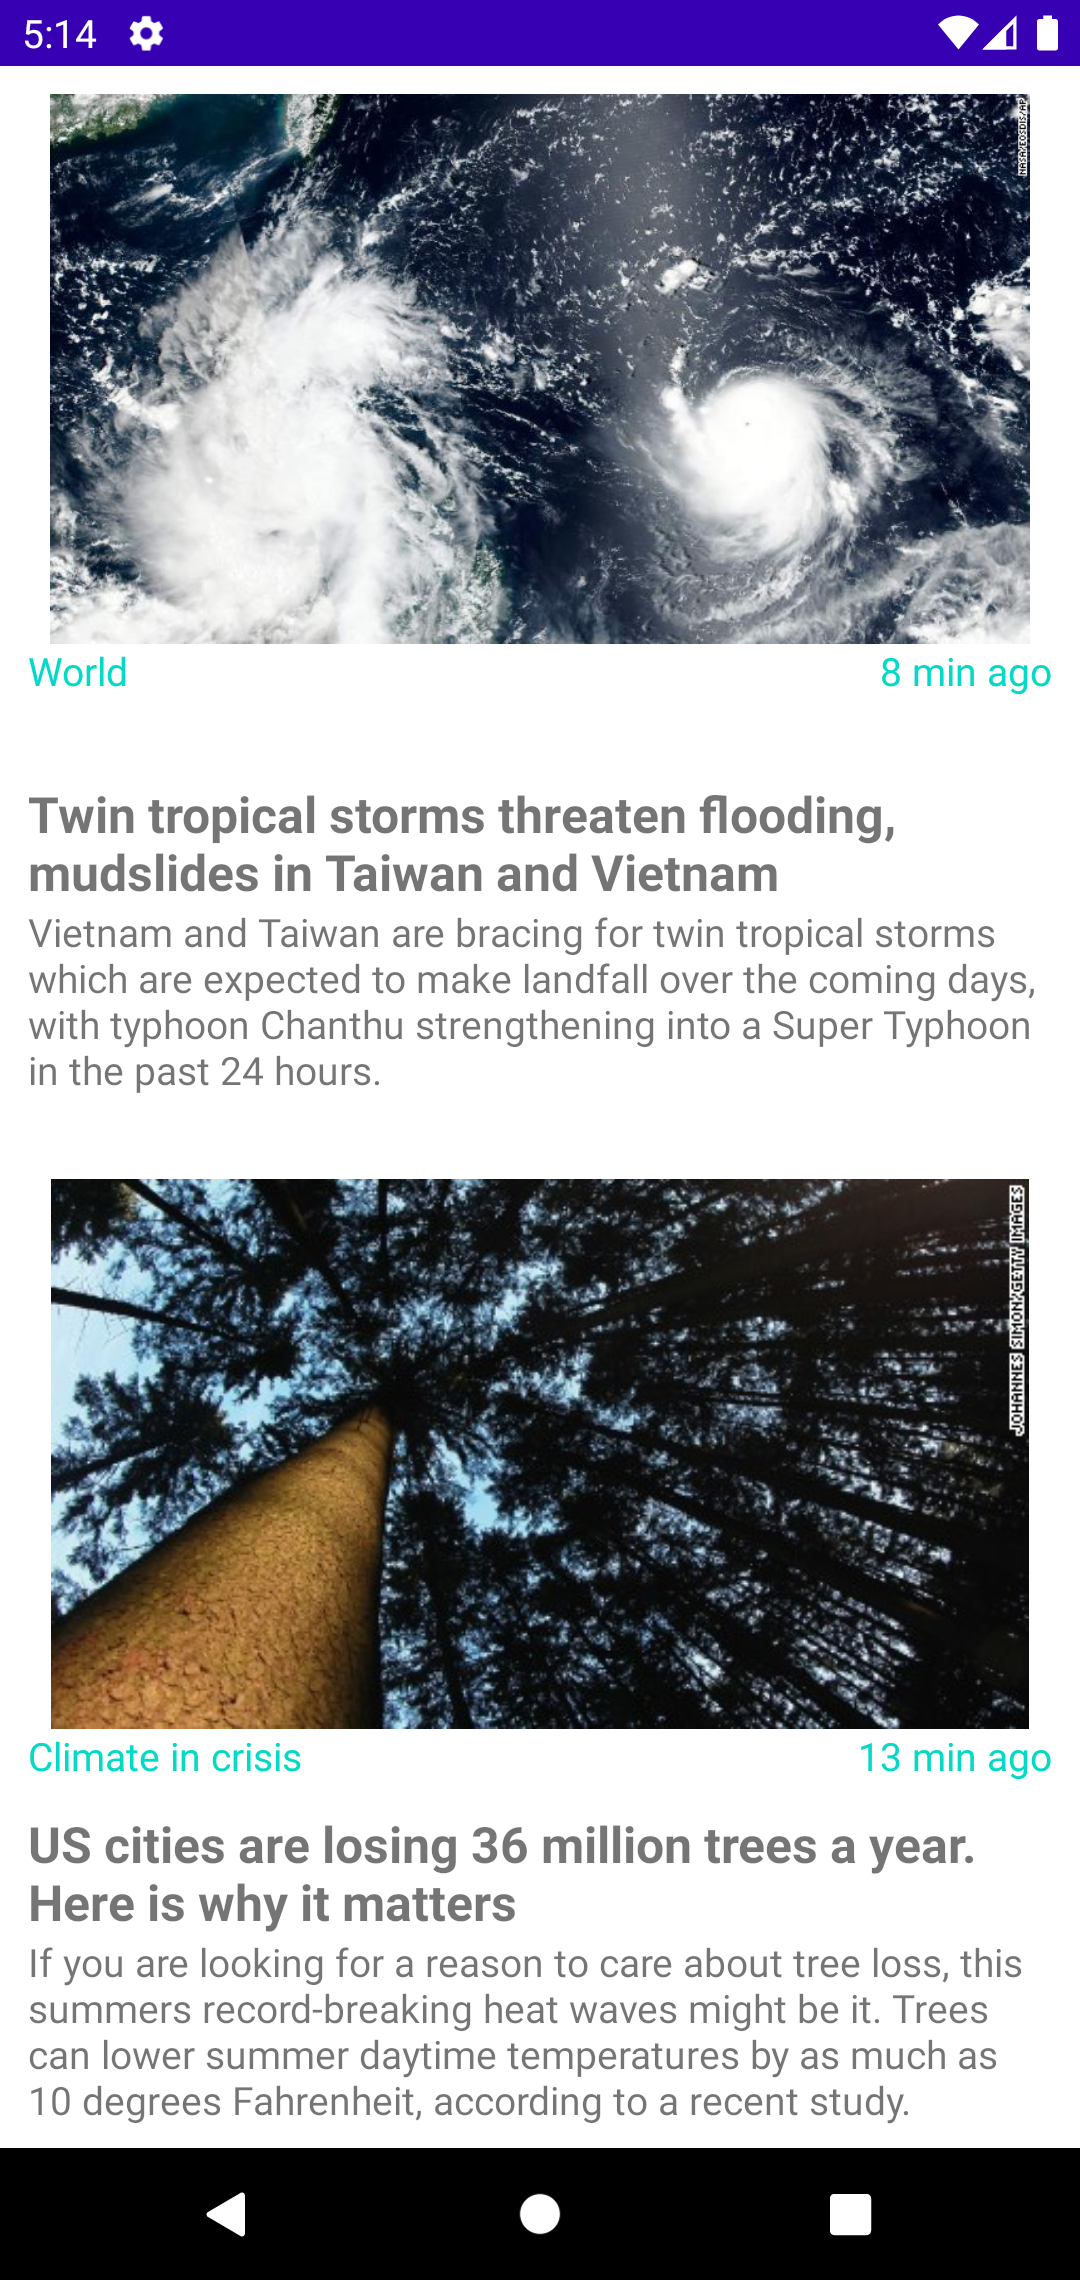 5:14
NASA/EOSDIS/AP
World
8 min ago
Twin tropical storms threaten flooding,
mudslides in Taiwan and Vietnam
Vietnam and Taiwan are bracing for twin tropical storms
which are expected to make landfall over the coming days,
with typhoon Chanthu strengthening into a Super Typhoon
in the past 24 hours.
JOHANNES SIMON/GETTY IMAGES
Climate in crisis
13 min ago
US cities are losing 36 million trees a year.
Here is why it matters
If you are looking for a reason to care about tree loss, this
summers record-breaking heat waves might be it. Trees
can lower summer daytime temperatures by as much as
10 degrees Fahrenheit, according to a recent study.